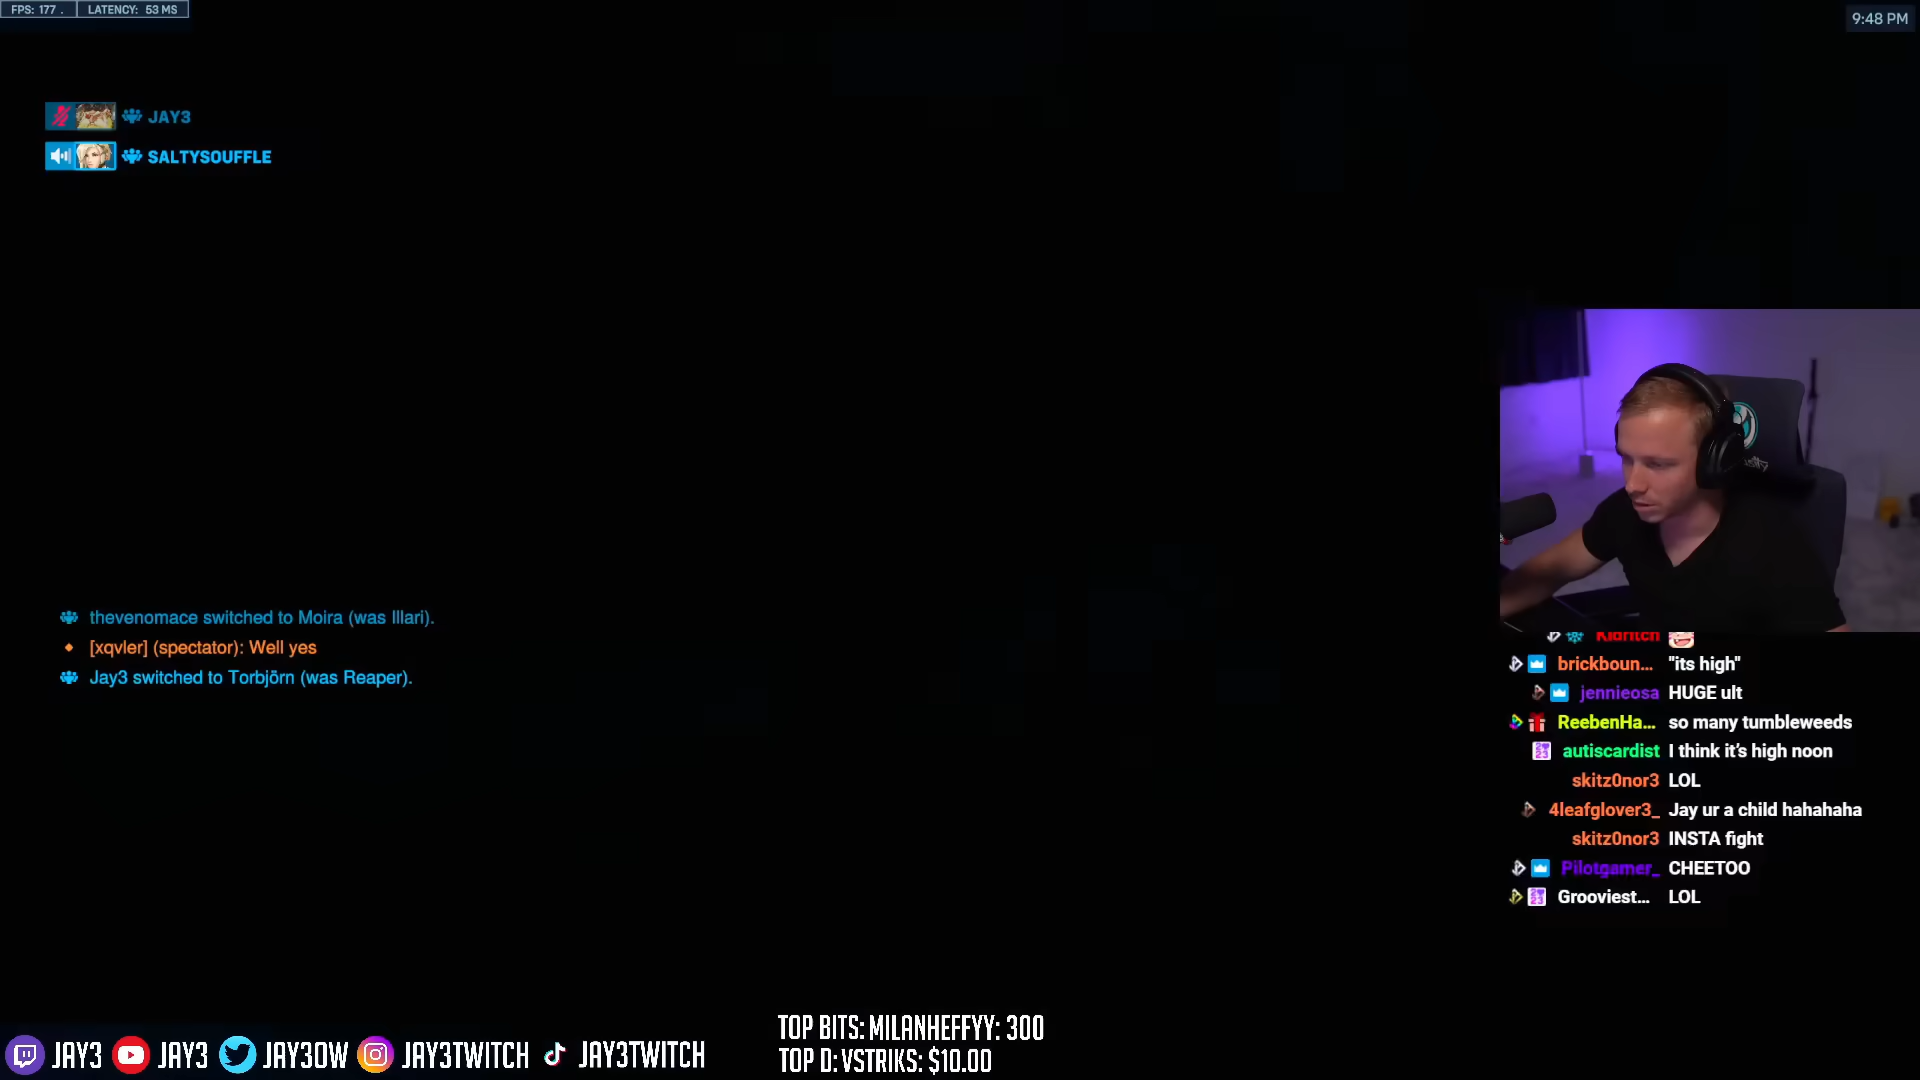 FPS: 177 .
LATENCY: 53 MS
9:48 PM
JAY3
SALTYSOUFFLE
thevenomace switched to Moira (was Illari).
[xqvler] (spectator): Well yes
Jay3 switched to Torbjörn (was Reaper).
brickboun... "its high"
jennieosa HUGE ult
ReebenHa... so many tumbleweeds
autiscardist I think it's high noon
skitz0nor3 LOL
4leafglover3_ Jay ur a child hahahaha
skitz0nor3 INSTA fight
Pilotgamer_ CHEETOO
Grooviest... LOL
TOP BITS: MILANHEFFYY: 300
TOP D: VSTRIKS: $10.00
JAY3 JAY3 JAY3OW JAY3TWITCH JAY3TWITCH